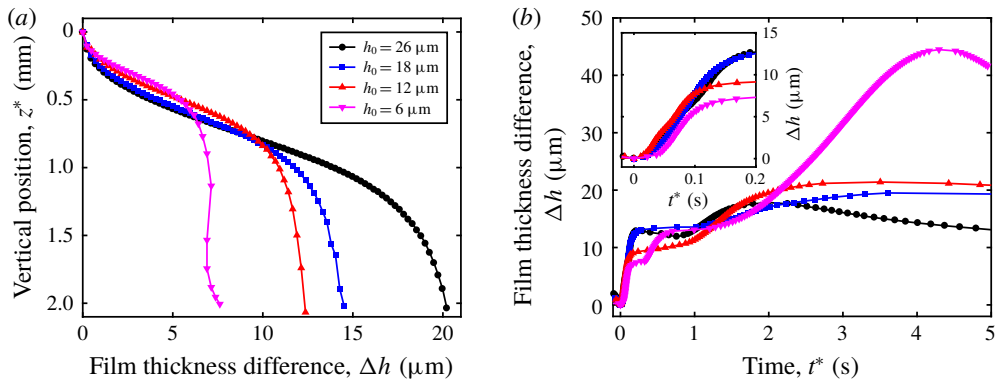 (a)
Vertical position, z* (mm)
0
0.5
1.0
1.5
2.0
h₀ = 26 μm
h₀ = 18 μm
h₀ = 12 μm
h₀ = 6 μm
0 5 10 15 20
Film thickness difference, Δh (μm)
(b)
Film thickness difference,
Δh (μm)
50
40
30
20
10
0
15
10
5
0
Δh (μm)
0 0.1 0.2
t* (s)
0 1 2 3 4 5
Time, t* (s)